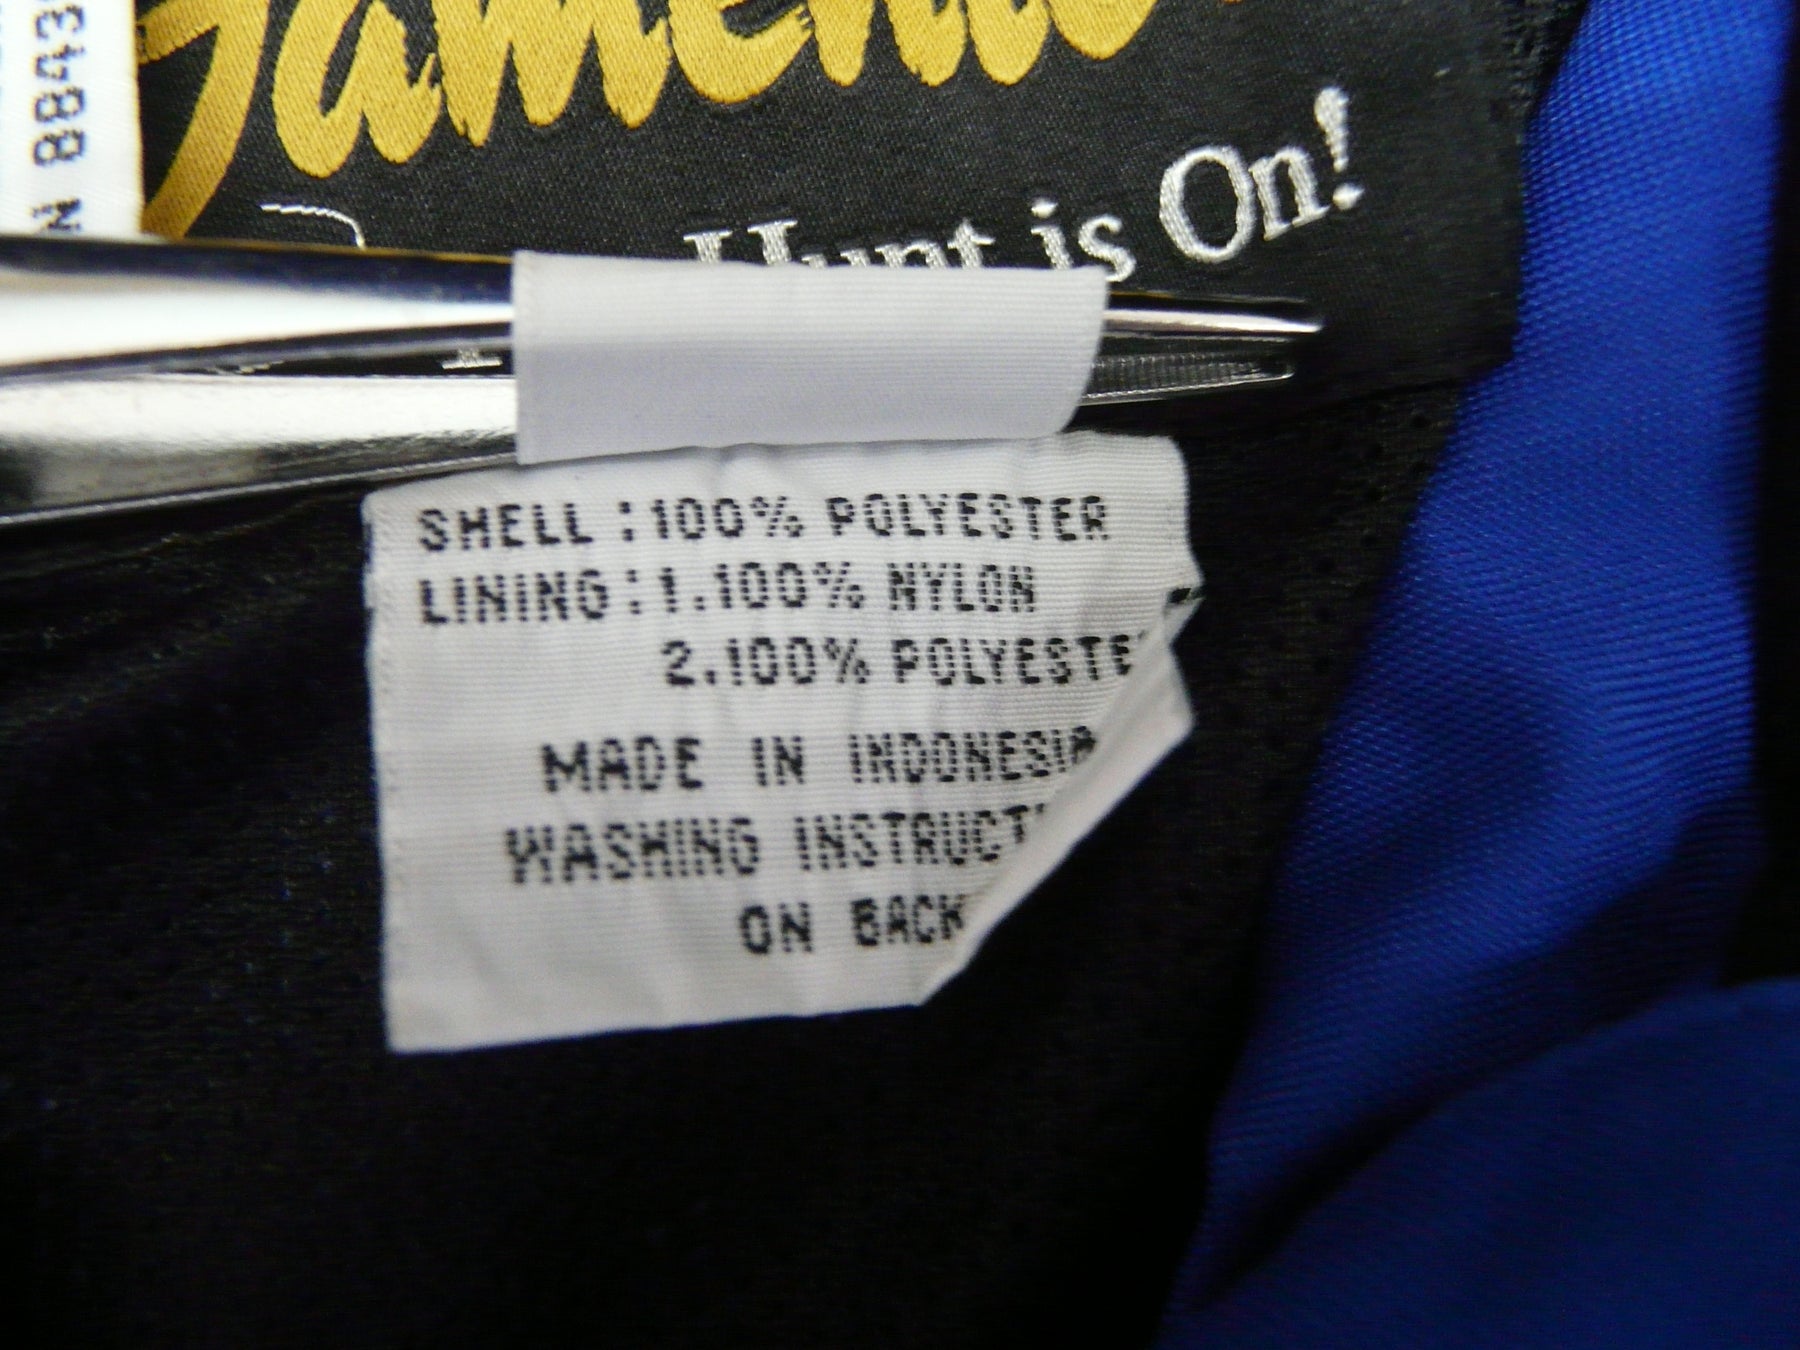 N 8843
Hunt is On!
SHELL : 100% POLYESTER
LINING : 1.100% NYLON
2.100% POLYESTE
MADE IN INDONESIA
WASHING INSTRUCT
ON BACK